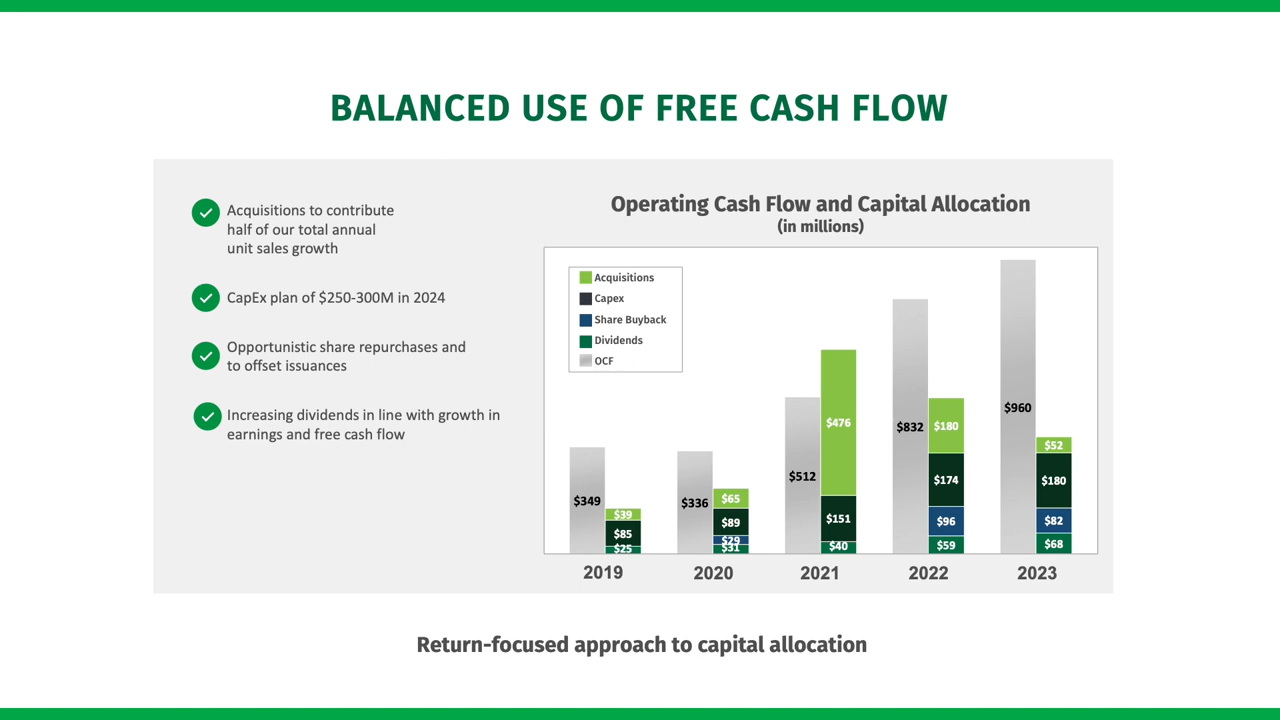 BALANCED USE OF FREE CASH FLOW
Acquisitions to contribute
half of our total annual
unit sales growth
CapEx plan of $250-300M in 2024
Opportunistic share repurchases and
to offset issuances
Increasing dividends in line with growth in
earnings and free cash flow
Operating Cash Flow and Capital Allocation
(in millions)
Acquisitions
Capex
Share Buyback
Dividends
OCF
$349
$39
$85
$25
$336
$65
$89
$29
$31
$512
$476
$151
$40
$832
$180
$174
$96
$59
$960
$52
$180
$82
$68
2019 2020 2021 2022 2023
Return-focused approach to capital allocation